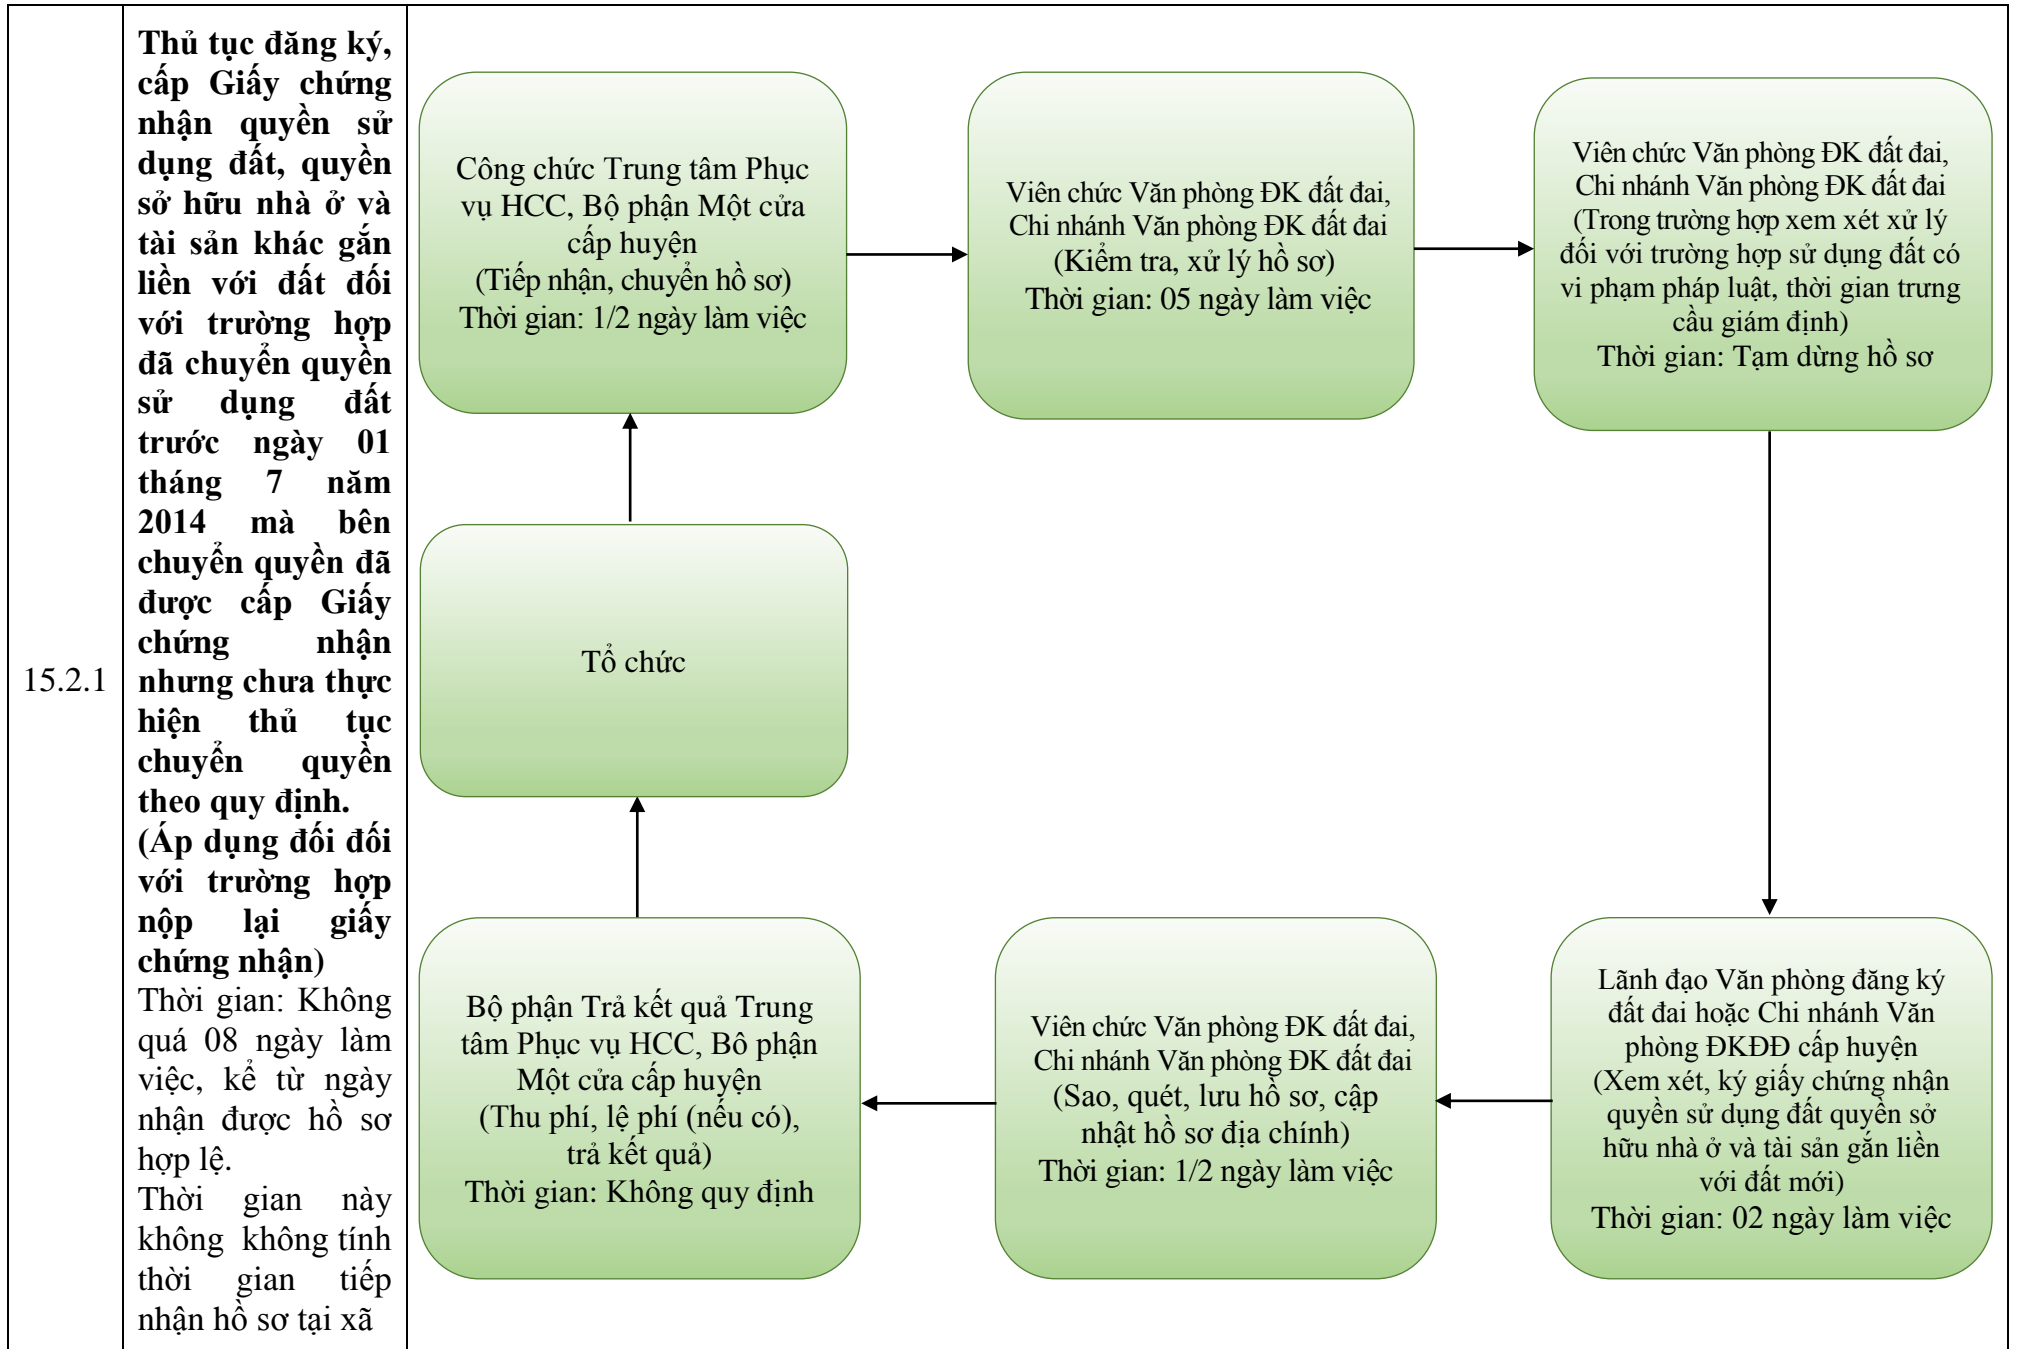 15.2.1
Thủ tục đăng ký,
cấp Giấy chứng
nhận quyền sử
dụng đất, quyền
sở hữu nhà ở và
tài sản khác gắn
liền với đất đối
với trường hợp
đã chuyển quyền
sử dụng đất
trước ngày 01
tháng 7 năm
2014 mà bên
chuyển quyền đã
được cấp Giấy
chứng nhận
nhưng chưa thực
hiện thủ tục
chuyển quyền
theo quy định.
(Áp dụng đối đối
với trường hợp
nộp lại giấy
chứng nhận)
Thời gian: Không
quá 08 ngày làm
việc, kể từ ngày
nhận được hồ sơ
hợp lệ.
Thời gian này
không không tính
thời gian tiếp
nhận hồ sơ tại xã
Công chức Trung tâm Phục
vụ HCC, Bộ phận Một cửa
cấp huyện
(Tiếp nhận, chuyển hồ sơ)
Thời gian: 1/2 ngày làm việc
Viên chức Văn phòng ĐK đất đai,
Chi nhánh Văn phòng ĐK đất đai
(Kiểm tra, xử lý hồ sơ)
Thời gian: 05 ngày làm việc
Viên chức Văn phòng ĐK đất đai,
Chi nhánh Văn phòng ĐK đất đai
(Trong trường hợp xem xét xử lý
đối với trường hợp sử dụng đất có
vi phạm pháp luật, thời gian trưng
cầu giám định)
Thời gian: Tạm dừng hồ sơ
Tổ chức
Bộ phận Trả kết quả Trung
tâm Phục vụ HCC, Bô phận
Một cửa cấp huyện
(Thu phí, lệ phí (nếu có),
trả kết quả)
Thời gian: Không quy định
Viên chức Văn phòng ĐK đất đai,
Chi nhánh Văn phòng ĐK đất đai
(Sao, quét, lưu hồ sơ, cập
nhật hồ sơ địa chính)
Thời gian: 1/2 ngày làm việc
Lãnh đạo Văn phòng đăng ký
đất đai hoặc Chi nhánh Văn
phòng ĐKĐĐ cấp huyện
(Xem xét, ký giấy chứng nhận
quyền sử dụng đất quyền sở
hữu nhà ở và tài sản gắn liền
với đất mới)
Thời gian: 02 ngày làm việc